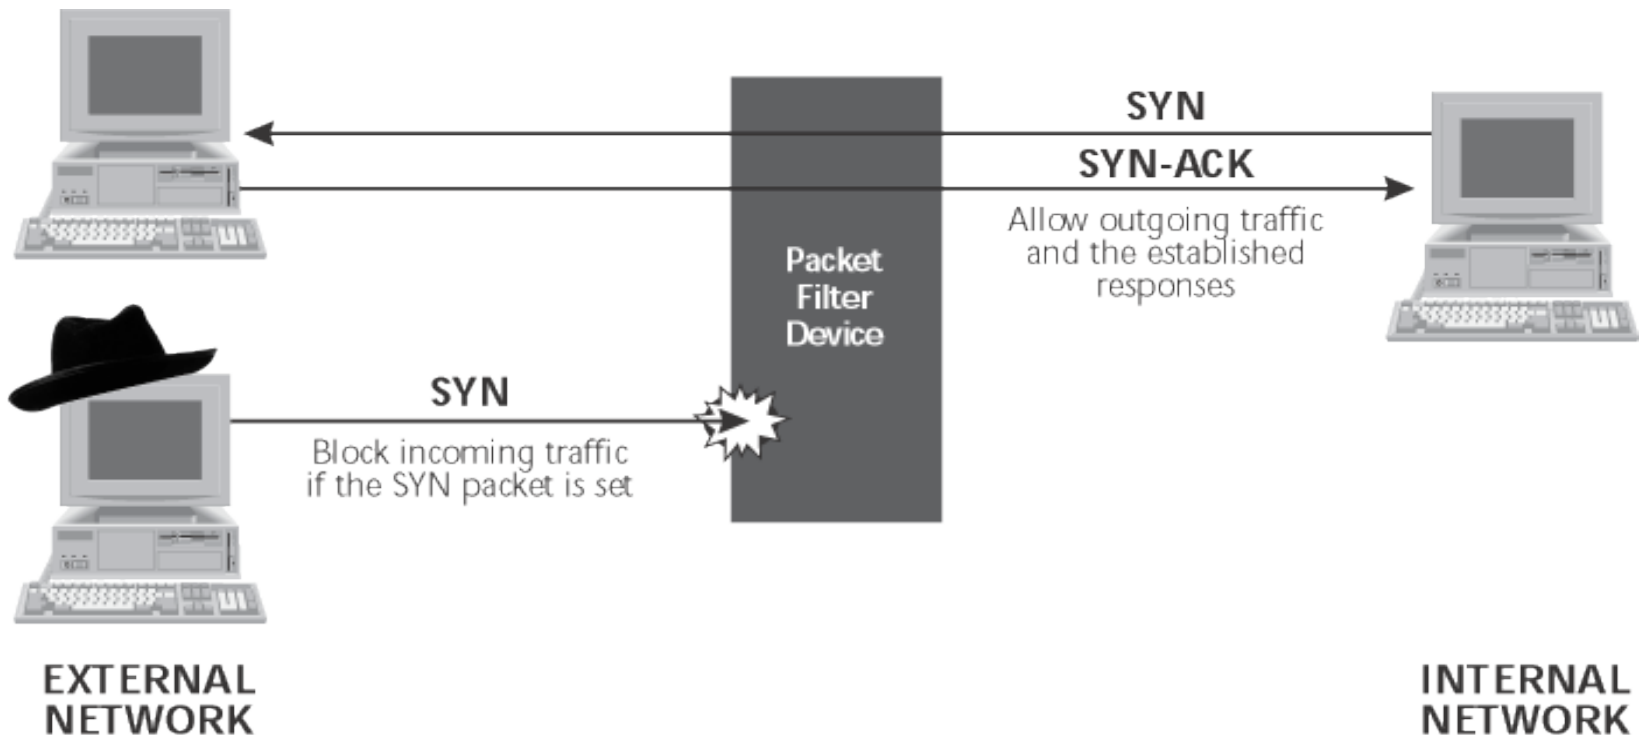 SYN
SYN-ACK
Allow outgoing traffic
and the established
responses
Packet
Filter
Device
SYN
Block incoming traffic
if the SYN packet is set
EXTERNAL
NETWORK
INTERNAL
NETWORK